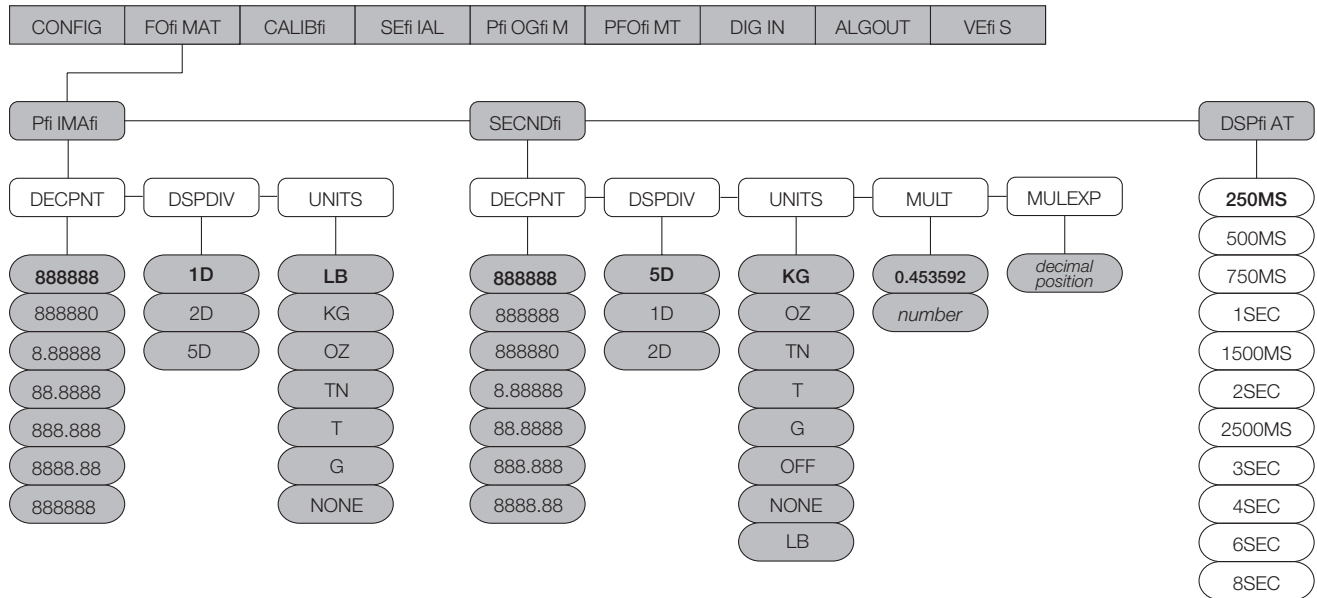 CONFIG FOfi MAT CALIBfi SEfi IAL Pfi OGfi M PFOfi MT DIG IN ALGOUT VEfi S
Pfi IMAfi SECNDfi DSPfi AT
DECPNT DSPDIV UNITS DECPNT DSPDIV UNITS MULT MULEXP 250MS
500MS
888888 1D LB 888888 5D KG 0.453592 decimal position 750MS
888880 2D KG 888888 1D OZ number 1SEC
8.88888 5D OZ 888880 2D TN 1500MS
88.8888 TN 8.88888 T 2SEC
888.888 T 88.8888 G 2500MS
8888.88 G 888.888 OFF 3SEC
888888 NONE 8888.88 NONE 4SEC
LB 6SEC
8SEC